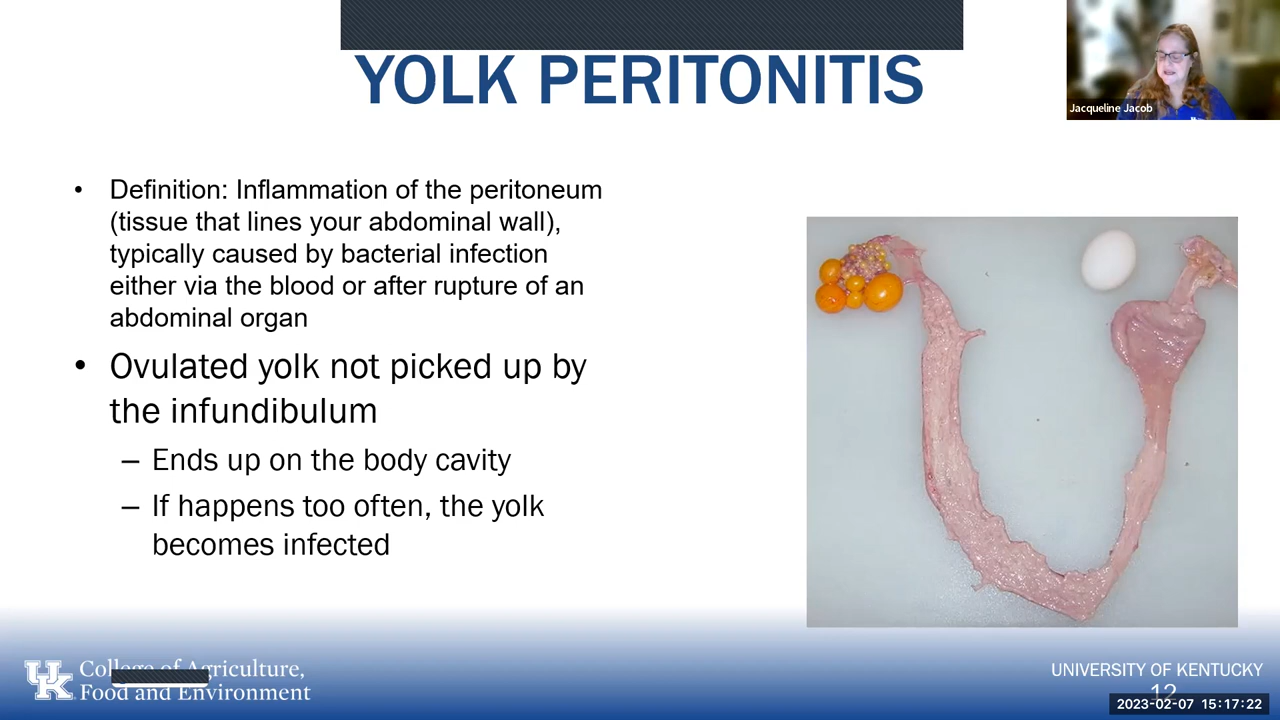 YOLK PERITONITIS
Jacqueline Jacob
• Definition: Inflammation of the peritoneum
(tissue that lines your abdominal wall),
typically caused by bacterial infection
either via the blood or after rupture of an
abdominal organ
• Ovulated yolk not picked up by
the infundibulum
– Ends up on the body cavity
– If happens too often, the yolk
becomes infected
UK College of Agriculture,
Food and Environment
UNIVERSITY OF KENTUCKY
12
2023-02-07 15:17:22